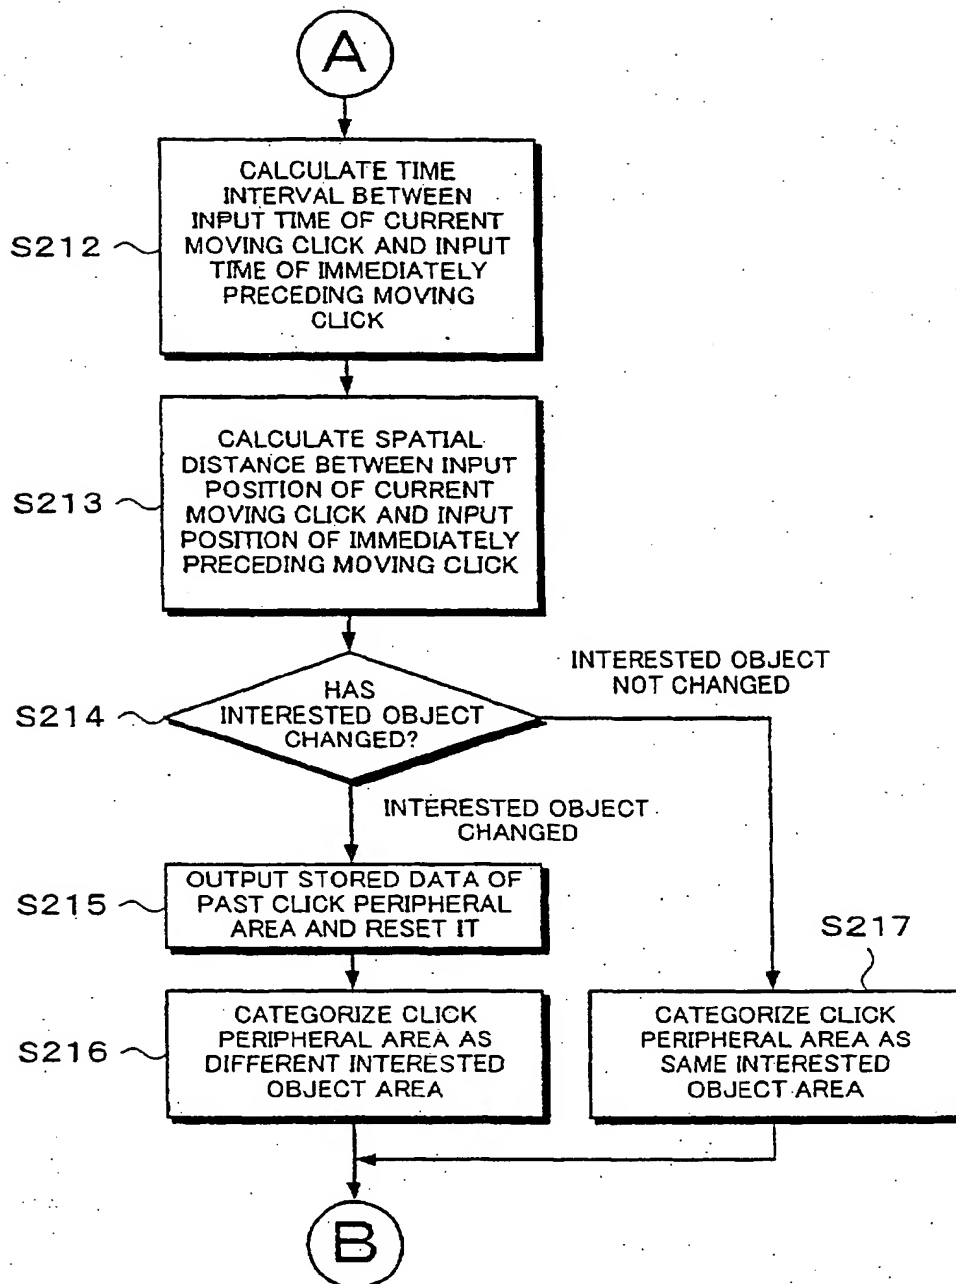 A
S212
CALCULATE TIME
INTERVAL BETWEEN
INPUT TIME OF CURRENT
MOVING CLICK AND INPUT
TIME OF IMMEDIATELY
PRECEDING MOVING
CLICK
S213
CALCULATE SPATIAL
DISTANCE BETWEEN INPUT
POSITION OF CURRENT
MOVING CLICK AND INPUT
POSITION OF IMMEDIATELY
PRECEDING MOVING CLICK
S214
HAS
INTERESTED OBJECT
CHANGED?
INTERESTED OBJECT
NOT CHANGED
INTERESTED OBJECT
CHANGED
S215
OUTPUT STORED DATA OF
PAST CLICK PERIPHERAL
AREA AND RESET IT
S216
CATEGORIZE CLICK
PERIPHERAL AREA AS
DIFFERENT INTERESTED
OBJECT AREA
S217
CATEGORIZE CLICK
PERIPHERAL AREA AS
SAME INTERESTED
OBJECT AREA
B